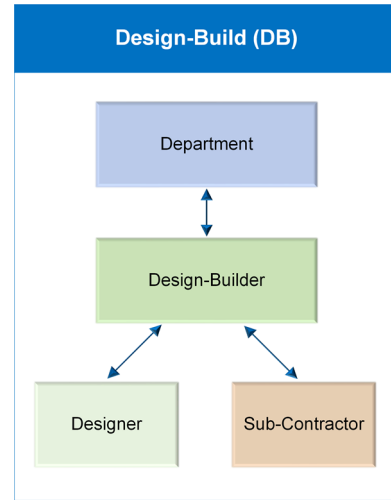 Design-Build (DB)
Department
Design-Builder
Designer
Sub-Contractor